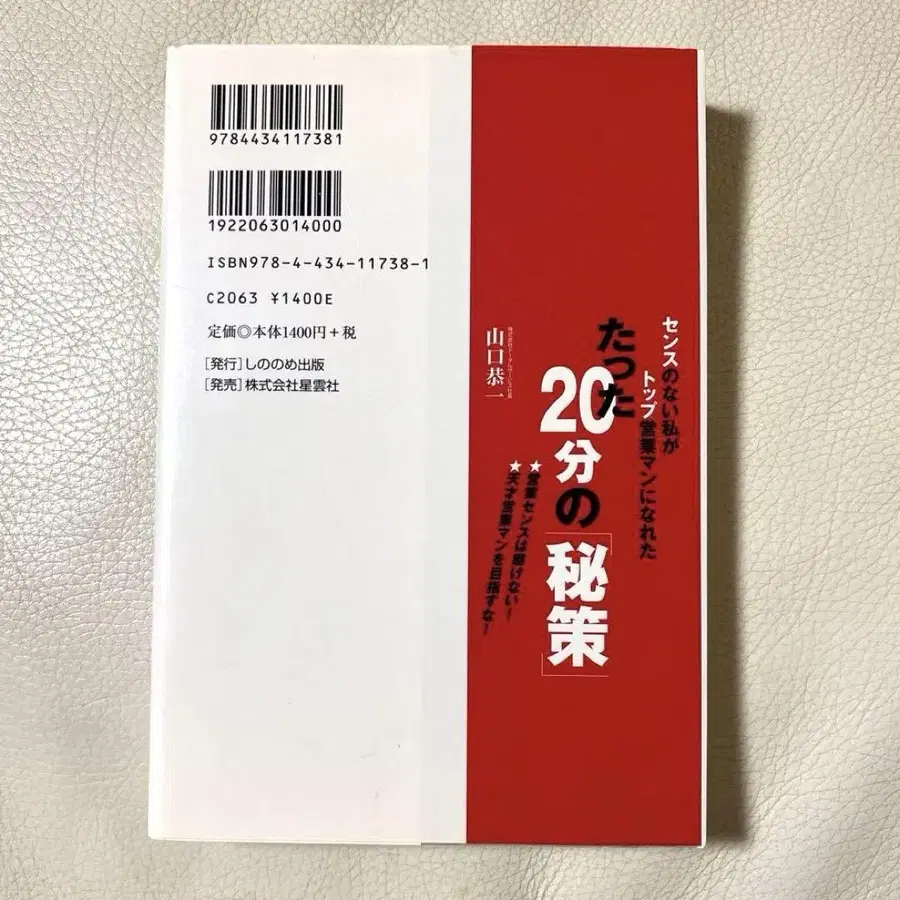 9784434117381
1922063014000
ISBN978-4-434-11738-1
C2063 ¥1400E
定価◎本体1400円+税
[発行]しののめ出版
[発売]株式会社星雲社
センスのない私が
トップ営業マンになれた
たった
20分の
「秘策」
★営業センスは磨けない!
★天才営業マンを目指すな!
山口恭一